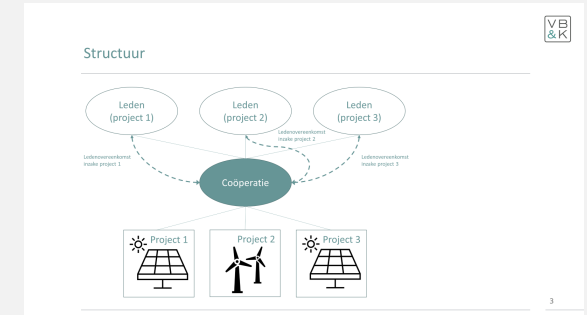 VB
&K
Structuur
Leden
(project 1)
Leden
(project 2)
Leden
(project 3)
Ledenovereenkomst
inzake project 2
Ledenovereenkomst
inzake project 1
Ledenovereenkomst
inzake project 3
Coöperatie
Project 1
Project 2
Project 3
3